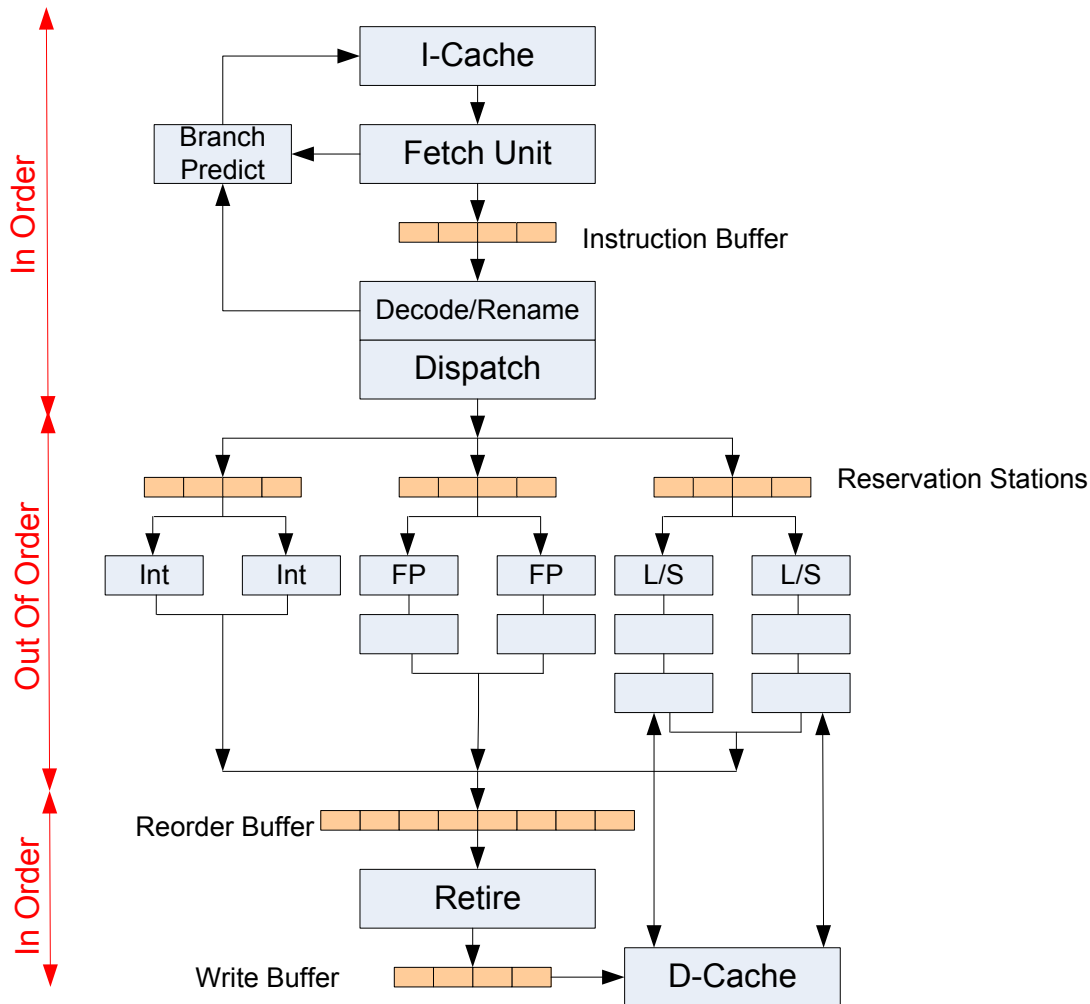 I-Cache
Branch
Predict
Fetch Unit
In Order
Instruction Buffer
Decode/Rename
Dispatch
Reservation Stations
Out Of Order
Int
Int
FP
FP
L/S
L/S
Reorder Buffer
In Order
Retire
Write Buffer
D-Cache